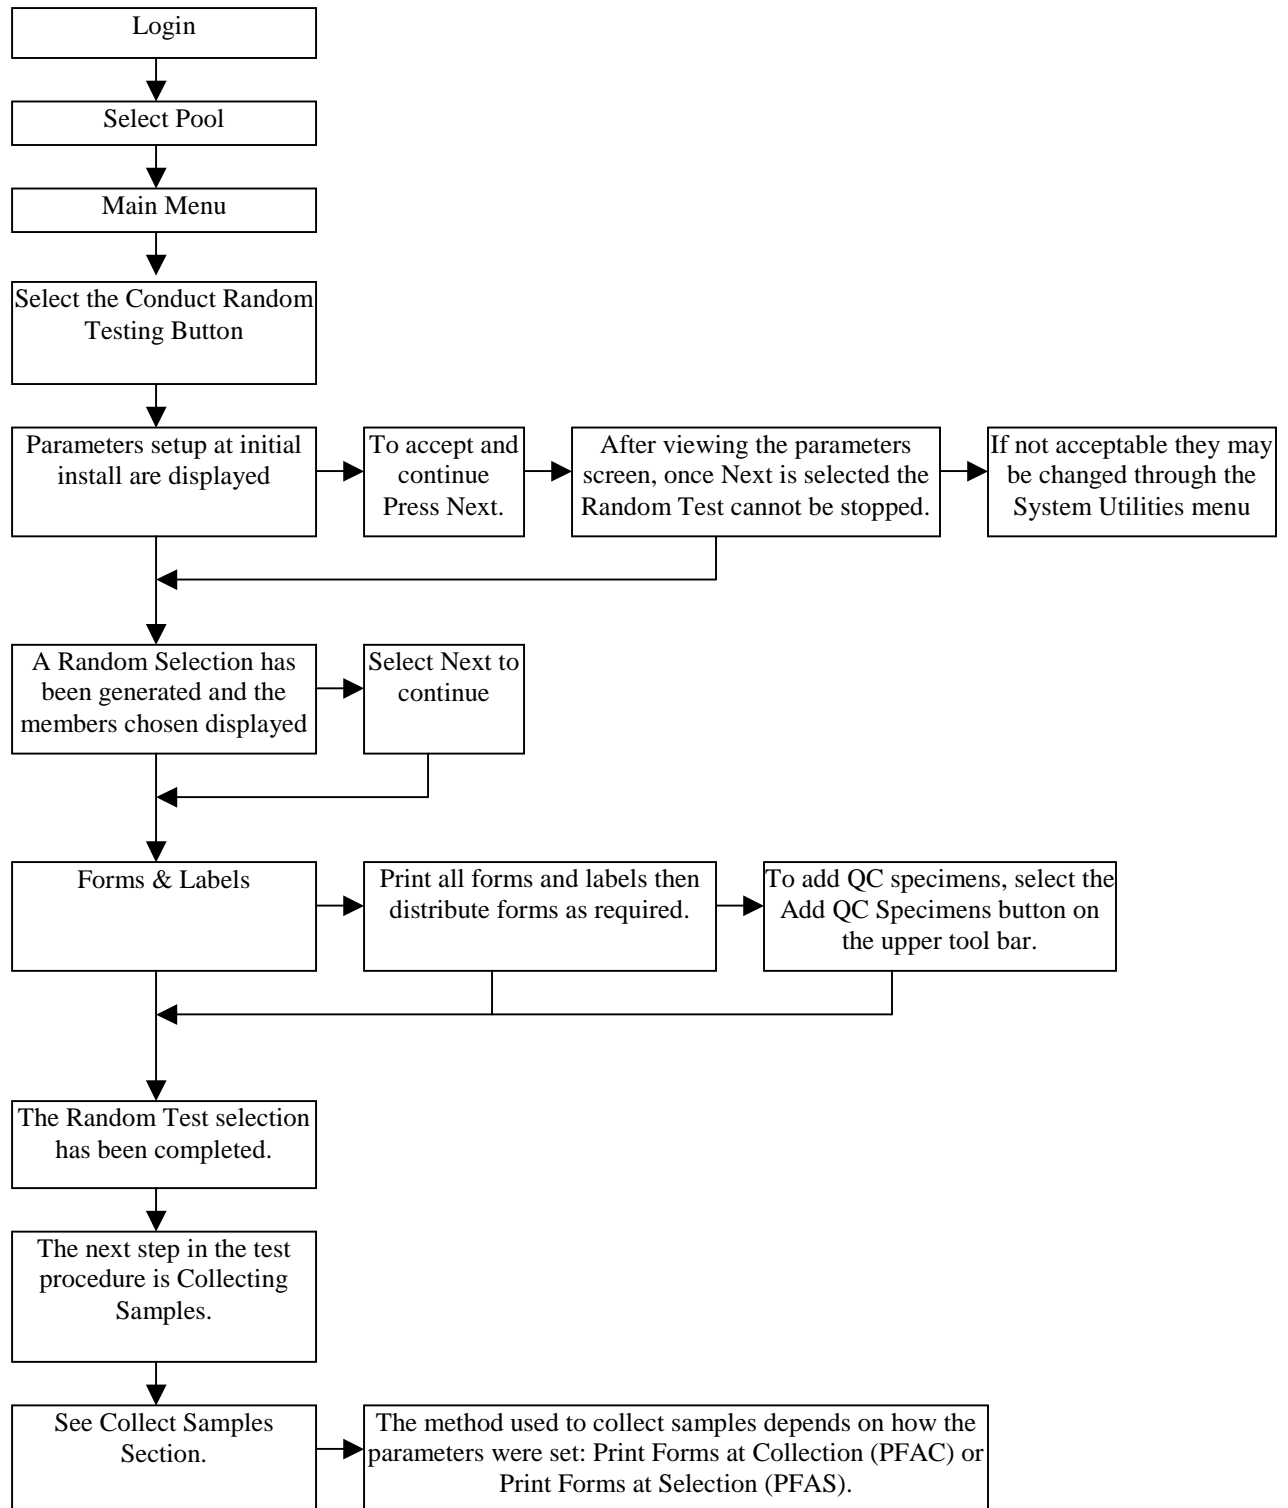 Login
Select Pool
Main Menu
Select the Conduct Random
Testing Button
Parameters setup at initial
install are displayed
To accept and
continue
Press Next.
After viewing the parameters
screen, once Next is selected the
Random Test cannot be stopped.
If not acceptable they may
be changed through the
System Utilities menu
A Random Selection has
been generated and the
members chosen displayed
Select Next to
continue
Forms & Labels
Print all forms and labels then
distribute forms as required.
To add QC specimens, select the
Add QC Specimens button on
the upper tool bar.
The Random Test selection
has been completed.
The next step in the test
procedure is Collecting
Samples.
See Collect Samples
Section.
The method used to collect samples depends on how the
parameters were set: Print Forms at Collection (PFAC) or
Print Forms at Selection (PFAS).